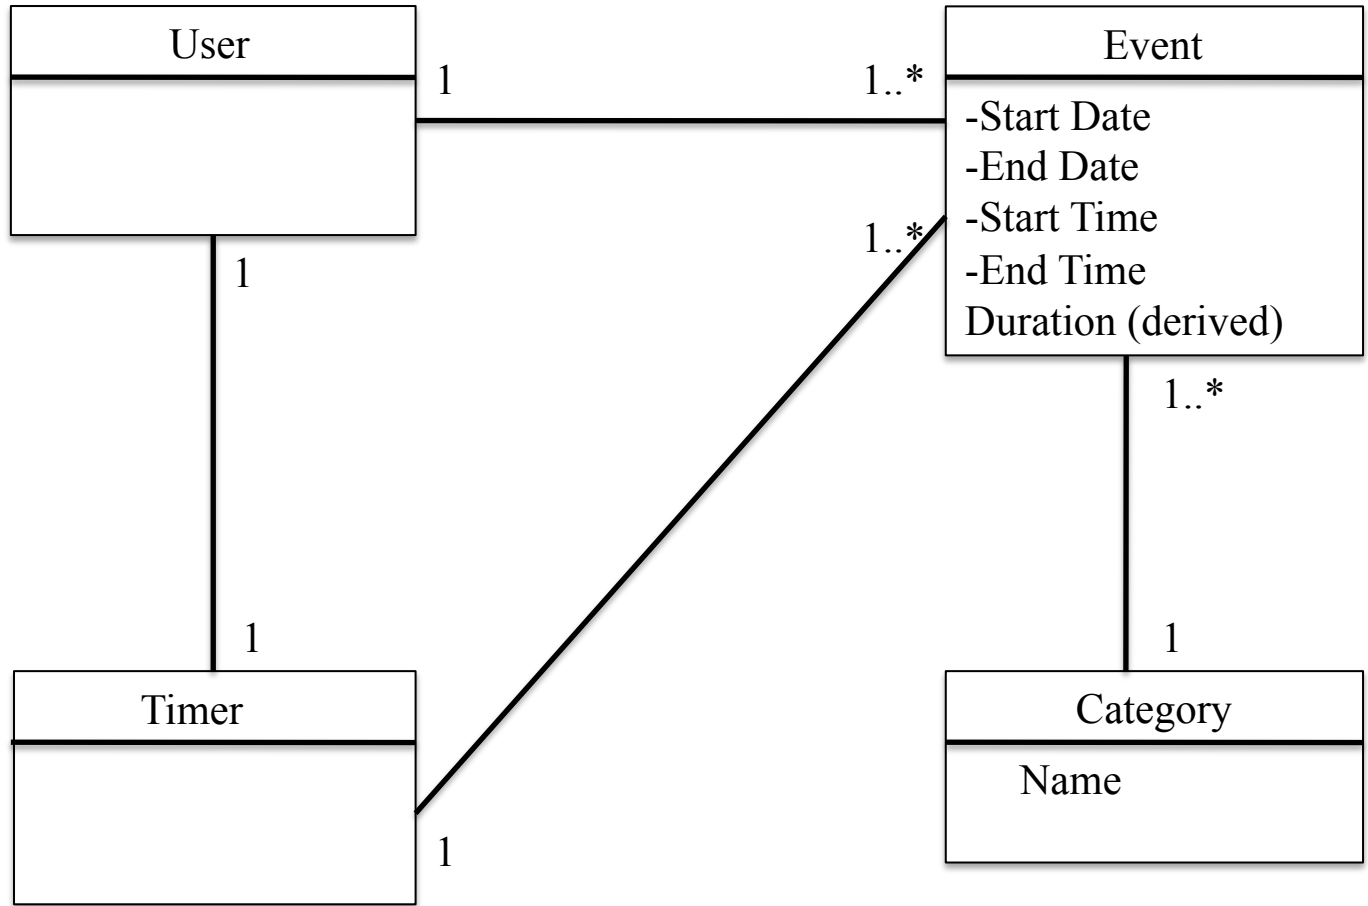 User
Event
1
1..*
-Start Date
-End Date
-Start Time
-End Time
Duration (derived)
1..*
1
1..*
1
1
Timer
Category
Name
1